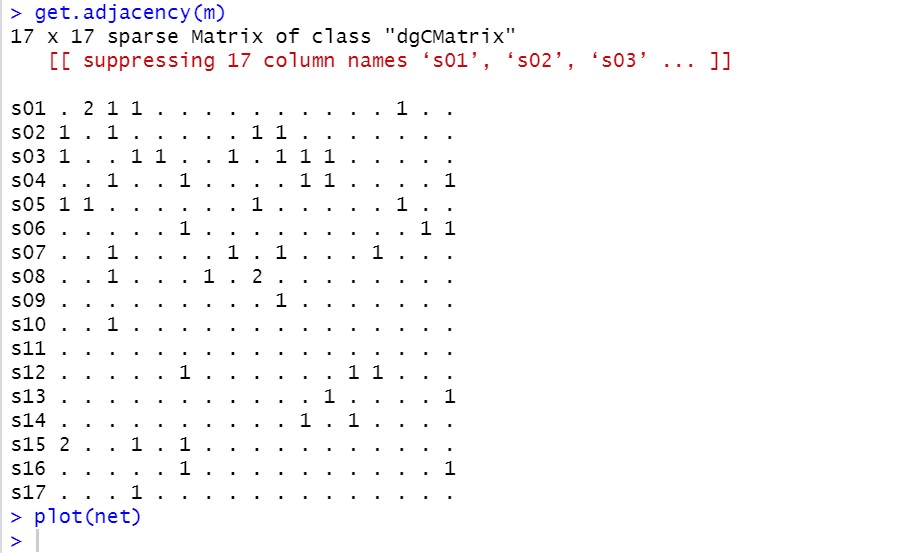 > get.adjacency(m)
17 x 17 sparse Matrix of class "dgCMatrix"
[[ suppressing 17 column names ‘s01’, ‘s02’, ‘s03’ ... ]]
s01 . 2 1 1 . . . . . . . . . . 1 . .
s02 1 . 1 . . . . . 1 1 . . . . . . .
s03 1 . . 1 1 . . 1 . 1 1 1 . . . . .
s04 . . 1 . . 1 . . . . 1 1 . . . . 1
s05 1 1 . . . . . . 1 . . . . . 1 . .
s06 . . . . . 1 . . . . . . . . . 1 1
s07 . . 1 . . . . 1 . 1 . . . 1 . . .
s08 . . 1 . . . 1 . 2 . . . . . . . .
s09 . . . . . . . . . 1 . . . . . . .
s10 . . 1 . . . . . . . . . . . . . .
s11 . . . . . . . . . . . . . . . . .
s12 . . . . . 1 . . . . . . 1 1 . . .
s13 . . . . . . . . . . . 1 . . . . 1
s14 . . . . . . . . . . 1 . 1 . . . .
s15 2 . . 1 . 1 . . . . . . . . . . .
s16 . . . . . 1 . . . . . . . . . . 1
s17 . . . 1 . . . . . . . . . . . . .
> plot(net)
>